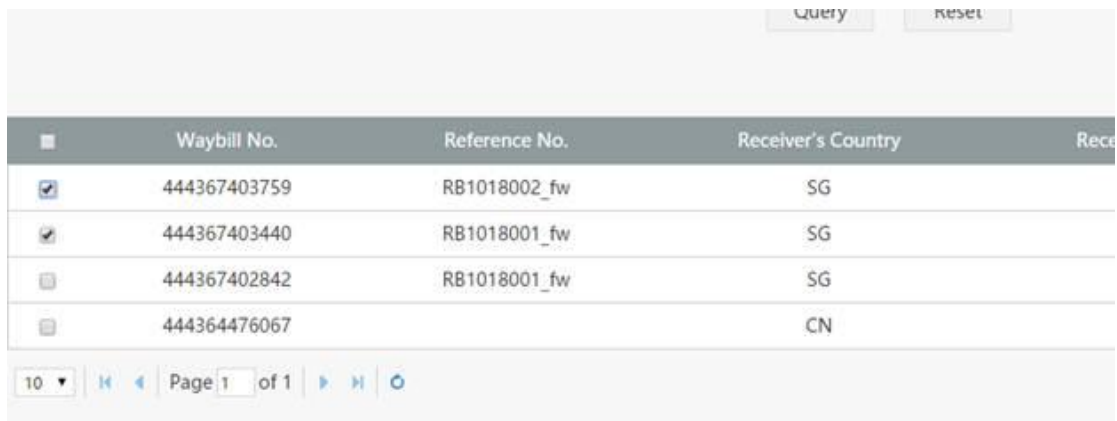 Query Reset
Waybill No. Reference No. Receiver's Country Rece
444367403759 RB1018002_fw SG
444367403440 RB1018001_fw SG
444367402842 RB1018001_fw SG
444364476067 CN
10 Page 1 of 1